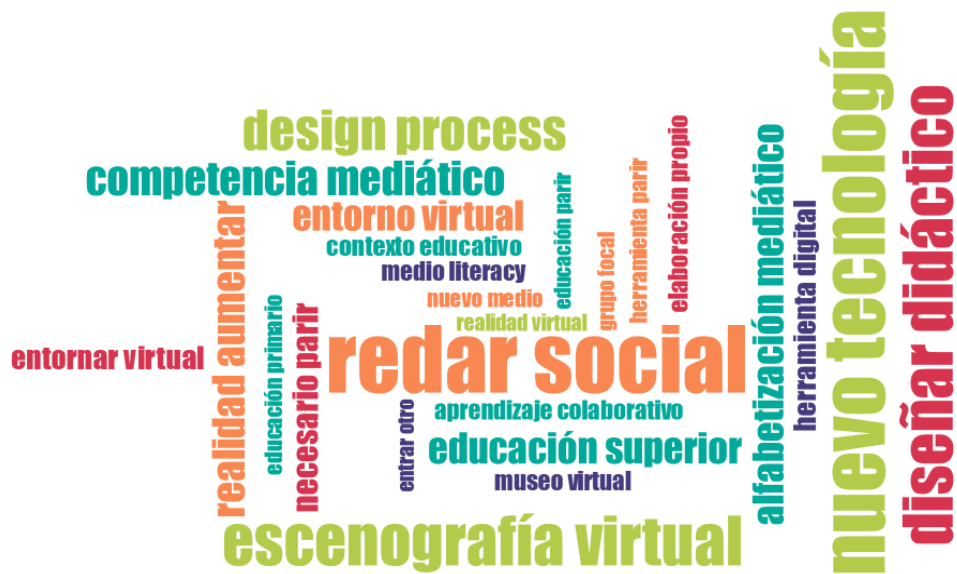 design process
competencia mediático
entorno virtual
contexto educativo
medio literacy
nuevo medio
realidad virtual
entornar virtual
redar social
aprendizaje colaborativo
educación superior
museo virtual
escenografía virtual
realidad aumentar
educación primario
necesario parir
entrar otro
educación parir
grupo focal
herramienta parir
elaboración propio
alfabetización mediático
herramienta digital
nuevo tecnología
diseñar didáctico